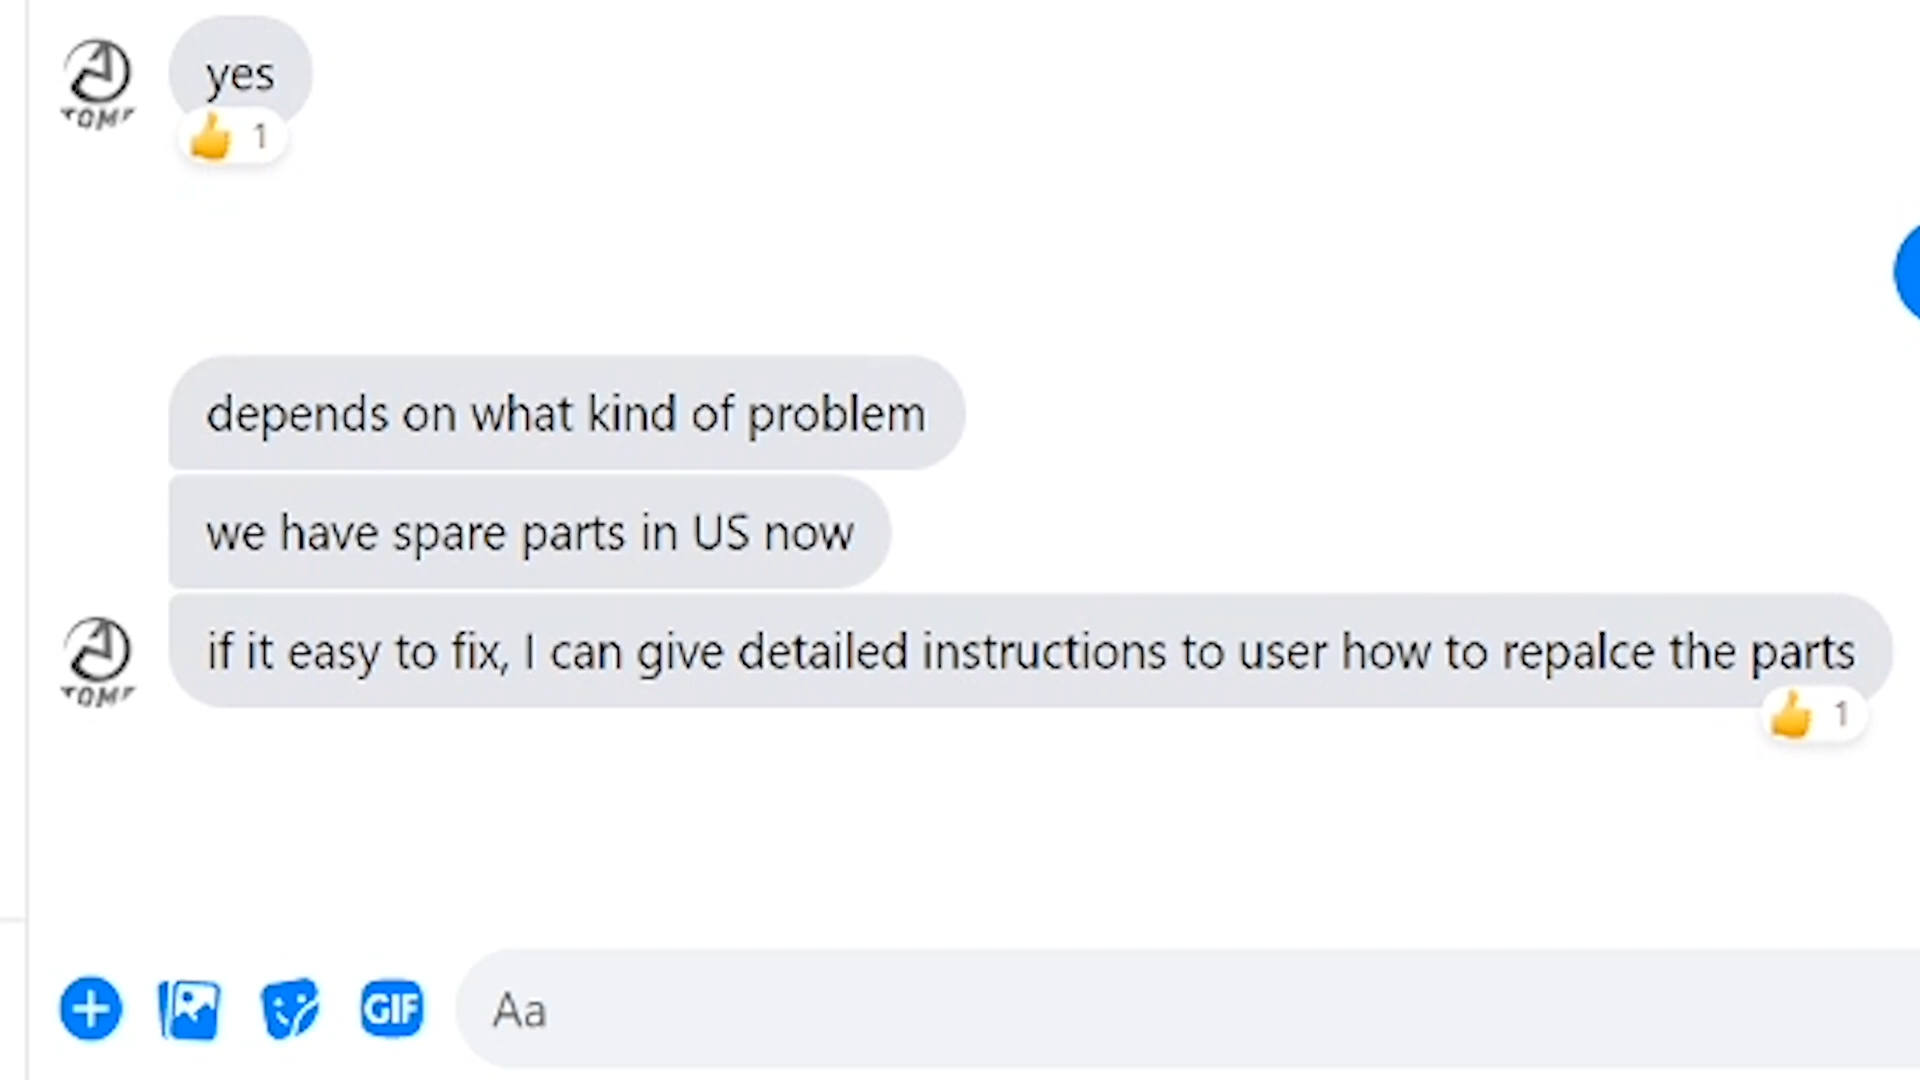 yes
1
depends on what kind of problem
we have spare parts in US now
if it easy to fix, I can give detailed instructions to user how to repalce the parts
1
GIF
Aa